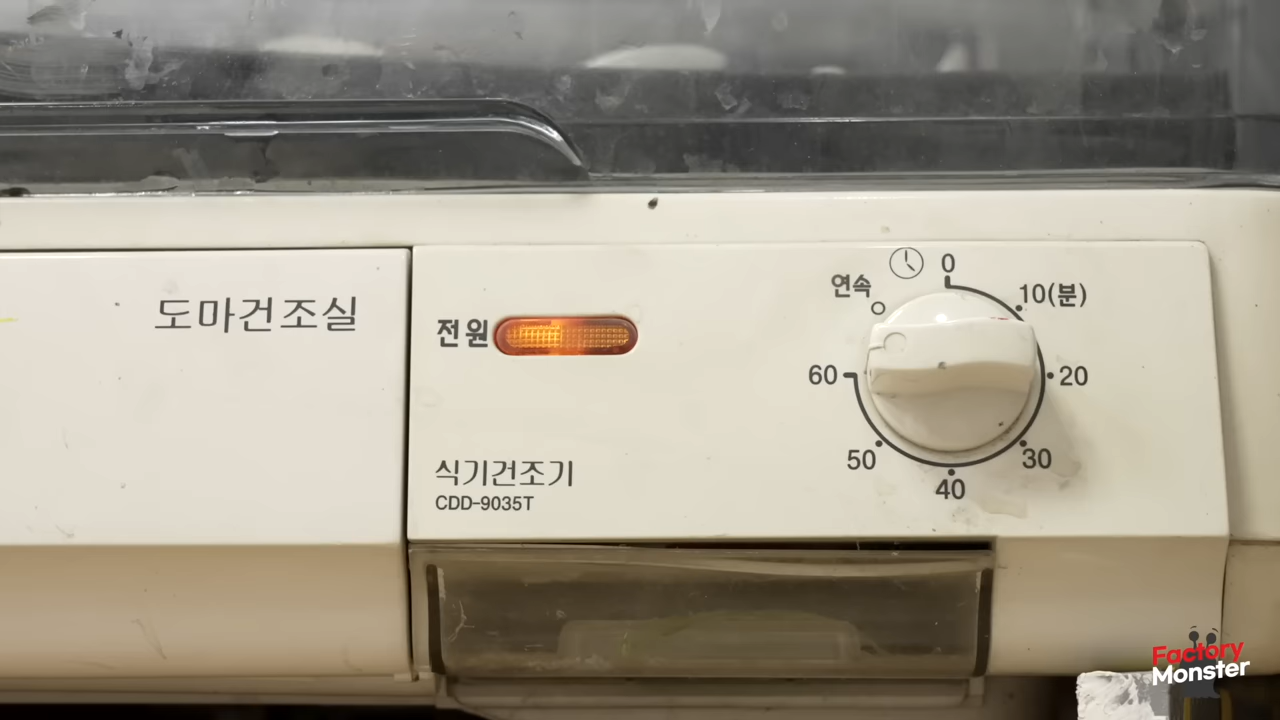 도마건조실
전원
식기건조기
CDD-9035T
연속
0
10(분)
20
30
40
50
60
Factory
Monster